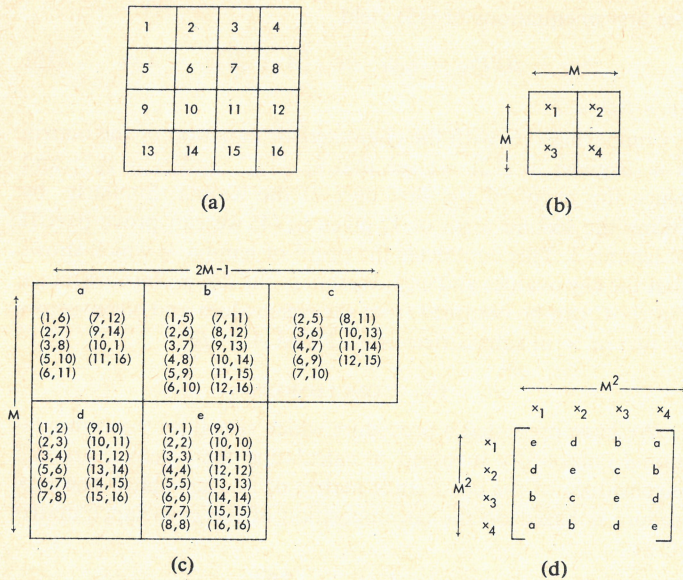 1 2 3 4
5 6 7 8
9 10 11 12
13 14 15 16
(a)
M
M
x1 x2
x3 x4
(b)
2M-1
M
a
(1,6) (7,12)
(2,7) (9,14)
(3,8) (10,1)
(5,10) (11,16)
(6,11)
b
(1,5) (7,11)
(2,6) (8,12)
(3,7) (9,13)
(4,8) (10,14)
(5,9) (11,15)
(6,10) (12,16)
c
(2,5) (8,11)
(3,6) (10,13)
(4,7) (11,14)
(6,9) (12,15)
(7,10)
d
(1,2) (9,10)
(2,3) (10,11)
(3,4) (11,12)
(5,6) (13,14)
(6,7) (14,15)
(7,8) (15,16)
e
(1,1) (9,9)
(2,2) (10,10)
(3,3) (11,11)
(4,4) (12,12)
(5,5) (13,13)
(6,6) (14,14)
(7,7) (15,15)
(8,8) (16,16)
(c)
M2
x1 x2 x3 x4
M2
x1 e d b a
x2 d e c b
x3 b c e d
x4 a b d e
(d)